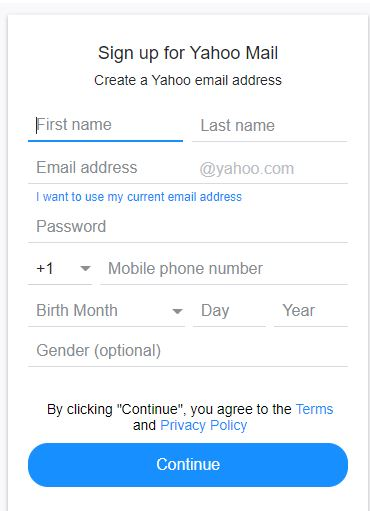 Sign up for Yahoo Mail
Create a Yahoo email address
First name Last name
Email address @yahoo.com
I want to use my current email address
Password
+1 Mobile phone number
Birth Month Day Year
Gender (optional)
By clicking "Continue", you agree to the Terms
and Privacy Policy
Continue